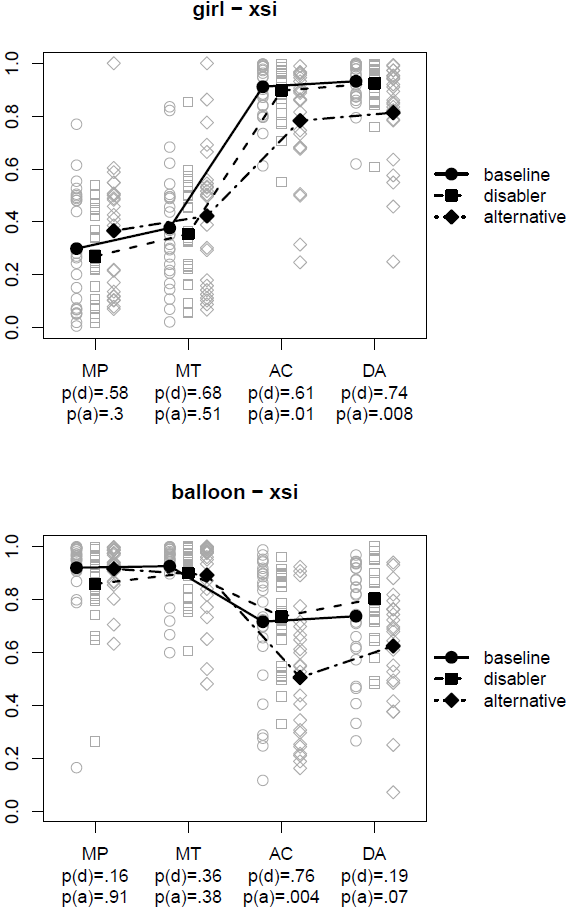 girl − xsi
1.0
0.8
0.6
0.4
0.2
0.0
baseline
disabler
alternative
MP MT AC DA
p(d)=.58 p(d)=.68 p(d)=.61 p(d)=.74
p(a)=.3 p(a)=.51 p(a)=.01 p(a)=.008
balloon − xsi
1.0
0.8
0.6
0.4
0.2
0.0
baseline
disabler
alternative
MP MT AC DA
p(d)=.16 p(d)=.36 p(d)=.76 p(d)=.19
p(a)=.91 p(a)=.38 p(a)=.004 p(a)=.07